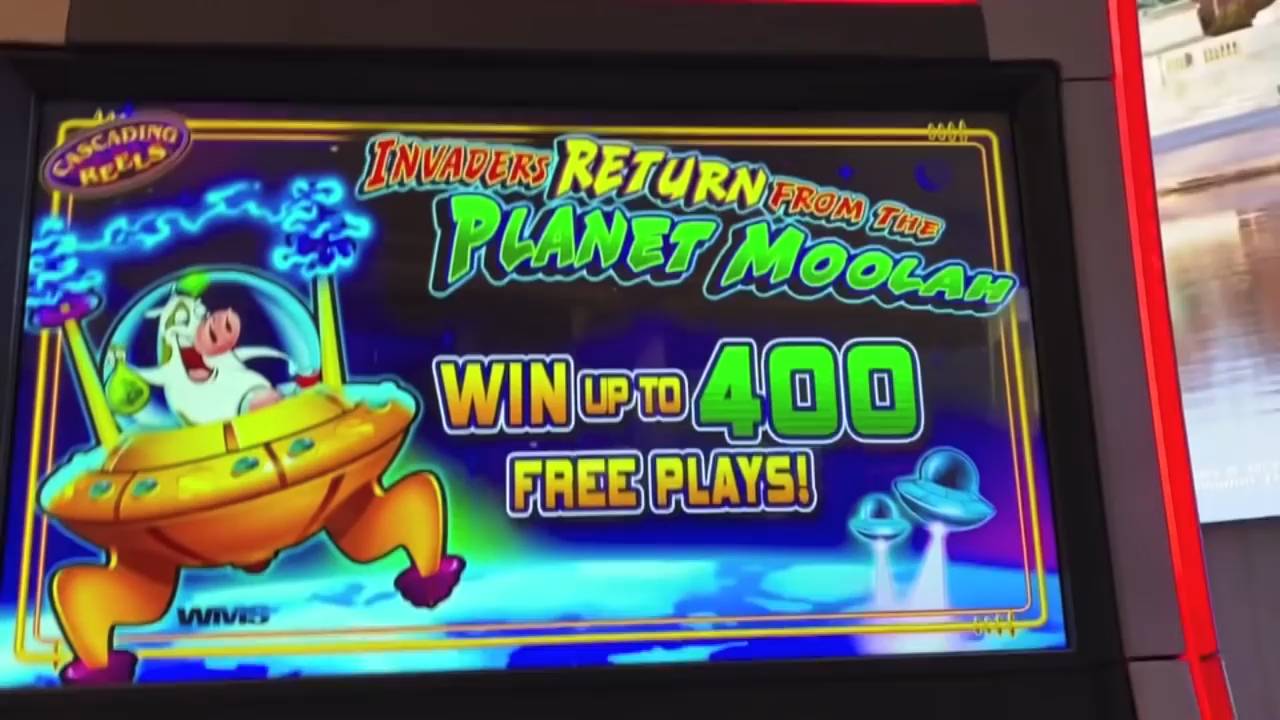 CASCADING
REELS
INVADERS RETURN FROM THE
PLANET MOOLAH
WIN UP TO 400
FREE PLAYS!
WMS